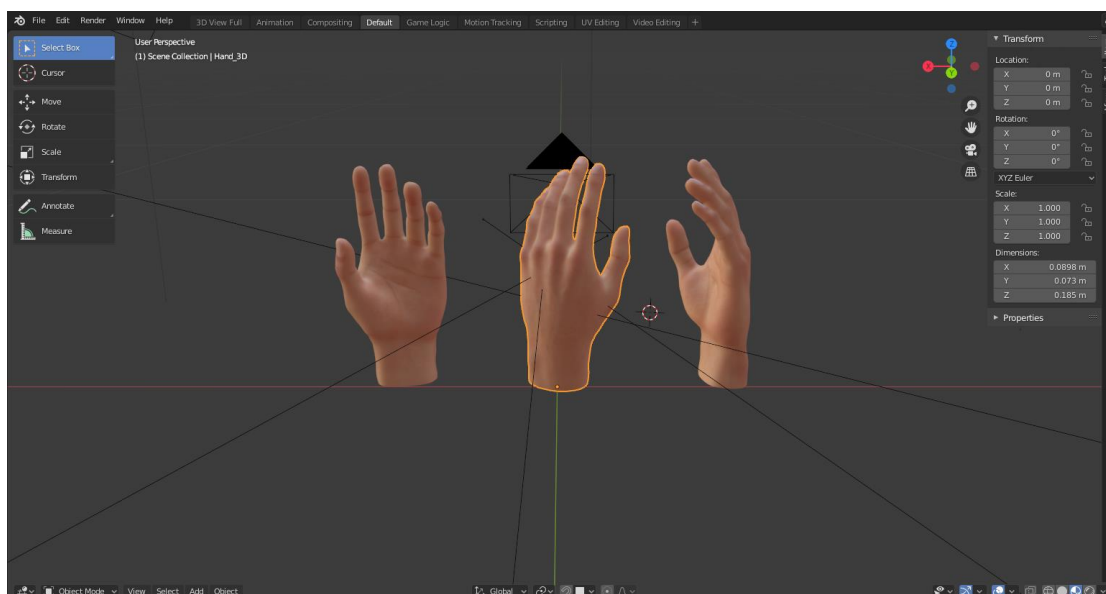 File Edit Render Window Help 3D View Full Animation Compositing Default Game Logic Motion Tracking Scripting UV Editing Video Editing +
Select Box
Cursor
Move
Rotate
Scale
Transform
Annotate
Measure
User Perspective
(1) Scene Collection | Hand_3D
Z
X
Y
Transform
Location:
X 0 m
Y 0 m
Z 0 m
Rotation:
X 0°
Y 0°
Z 0°
XYZ Euler
Scale:
X 1.000
Y 1.000
Z 1.000
Dimensions:
X 0.0898 m
Y 0.073 m
Z 0.185 m
Properties
Object Mode View Select Add Object Global